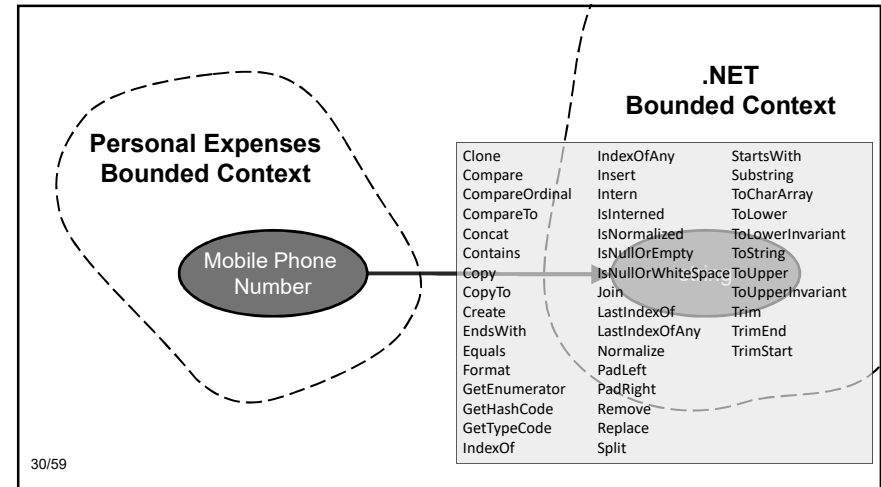 .NET
Bounded Context
Personal Expenses
Bounded Context
Mobile Phone
Number
Clone
Compare
CompareOrdinal
CompareTo
Concat
Contains
Copy
CopyTo
Create
EndsWith
Equals
Format
GetEnumerator
GetHashCode
GetTypeCode
IndexOf
IndexOfAny
Insert
Intern
IsInterned
IsNormalized
IsNullOrEmpty
IsNullOrWhiteSpace
Join
LastIndexOf
LastIndexOfAny
Normalize
PadLeft
PadRight
Remove
Replace
Split
StartsWith
Substring
ToCharArray
ToLower
ToLowerInvariant
ToString
ToUpper
ToUpperInvariant
Trim
TrimEnd
TrimStart
30/59